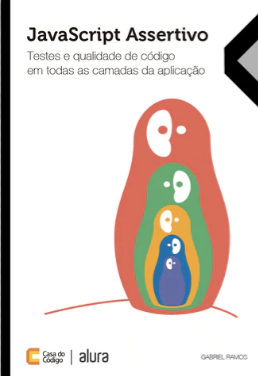 JavaScript Assertivo
Testes e qualidade de código
em todas as camadas da aplicação
Casa do
Código
alura
GABRIEL RAMOS